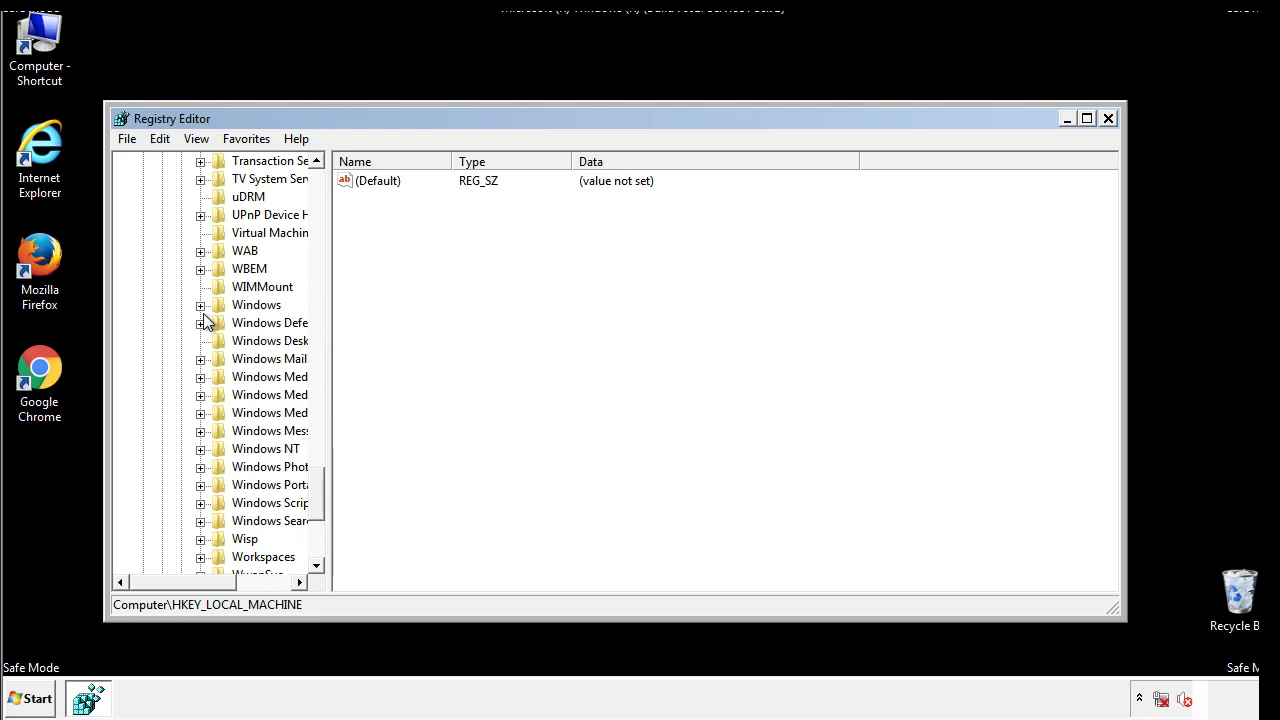 Computer -
Shortcut
Internet
Explorer
Mozilla
Firefox
Google
Chrome
Registry Editor
File Edit View Favorites Help
Transaction Se
TV System Serv
uDRM
UPnP Device H
Virtual Machin
WAB
WBEM
WIMMount
Windows
Windows Defe
Windows Desk
Windows Mail
Windows Med
Windows Med
Windows Med
Windows Mes
Windows NT
Windows Phot
Windows Porta
Windows Scrip
Windows Sear
Wisp
Workspaces
Name Type Data
ab (Default) REG_SZ (value not set)
Computer\HKEY_LOCAL_MACHINE
Recycle B
Safe Mode
Safe M
Start